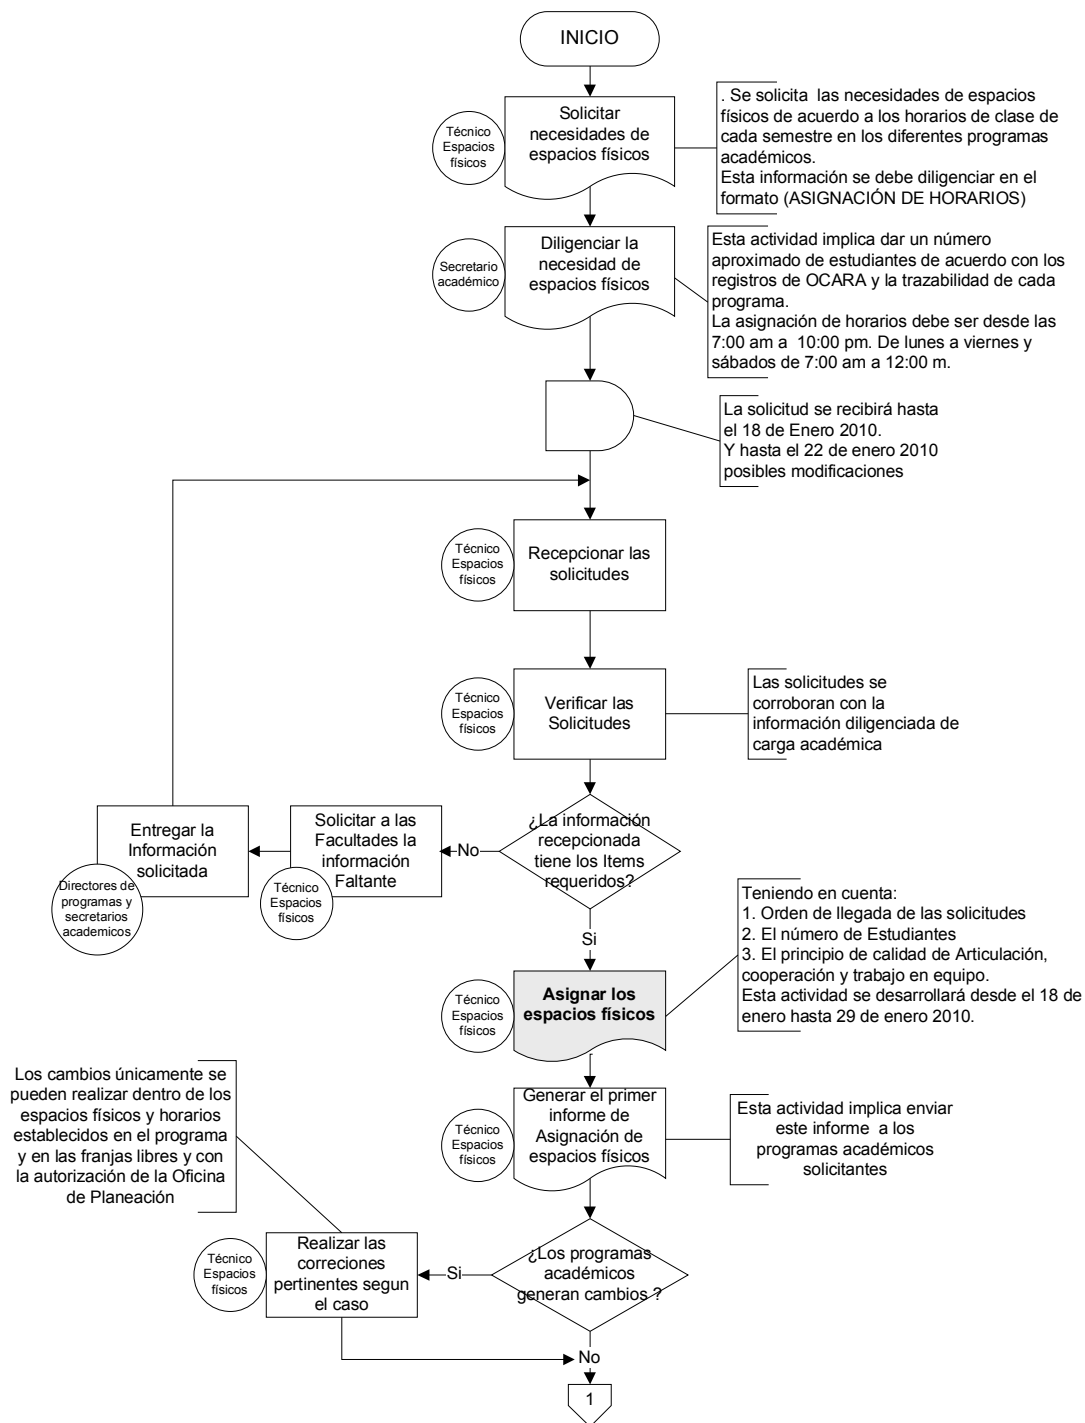 INICIO
Técnico
Espacios
físicos
Solicitar
necesidades de
espacios físicos
. Se solicita las necesidades de espacios
físicos de acuerdo a los horarios de clase de
cada semestre en los diferentes programas
académicos.
Esta información se debe diligenciar en el
formato (ASIGNACIÓN DE HORARIOS)
Secretario
académico
Diligenciar la
necesidad de
espacios físicos
Esta actividad implica dar un número
aproximado de estudiantes de acuerdo con los
registros de OCARA y la trazabilidad de cada
programa.
La asignación de horarios debe ser desde las
7:00 am a 10:00 pm. De lunes a viernes y
sábados de 7:00 am a 12:00 m.
La solicitud se recibirá hasta
el 18 de Enero 2010.
Y hasta el 22 de enero 2010
posibles modificaciones
Técnico
Espacios
físicos
Recepcionar las
solicitudes
Técnico
Espacios
físicos
Verificar las
Solicitudes
Las solicitudes se
corroboran con la
información diligenciada de
carga académica
Entregar la
Información
solicitada
Directores de
programas y
secretarios
academicos
Solicitar a las
Facultades la
información
Faltante
Técnico
Espacios
físicos
No
¿La información
recepcionada
tiene los Items
requeridos?
Si
Teniendo en cuenta:
1. Orden de llegada de las solicitudes
2. El número de Estudiantes
3. El principio de calidad de Articulación,
cooperación y trabajo en equipo.
Esta actividad se desarrollará desde el 18 de
enero hasta 29 de enero 2010.
Técnico
Espacios
físicos
Asignar los
espacios físicos
Técnico
Espacios
físicos
Generar el primer
informe de
Asignación de
espacios físicos
Esta actividad implica enviar
este informe a los
programas académicos
solicitantes
Los cambios únicamente se
pueden realizar dentro de los
espacios físicos y horarios
establecidos en el programa
y en las franjas libres y con
la autorización de la Oficina
de Planeación
Técnico
Espacios
físicos
Realizar las
correciones
pertinentes segun
el caso
Si
¿Los programas
académicos
generan cambios ?
No
1